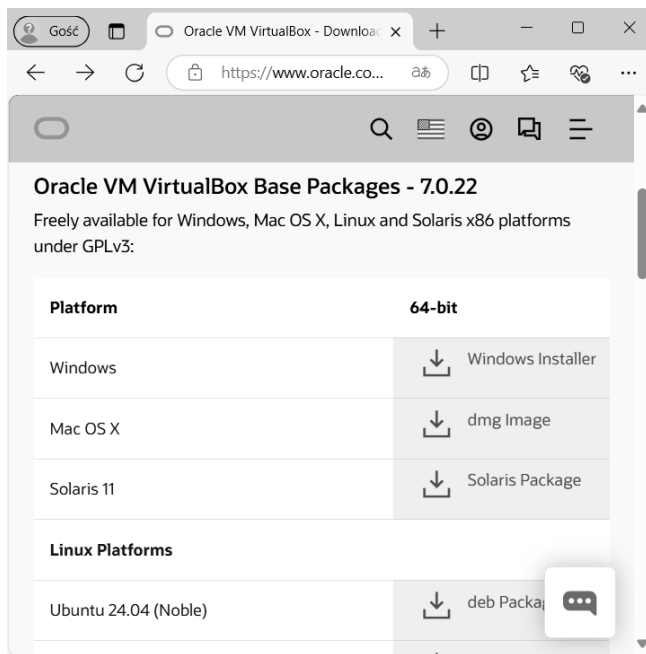 Gość
Oracle VM VirtualBox - Downloa
https://www.oracle.co...
aあ
Oracle VM VirtualBox Base Packages - 7.0.22
Freely available for Windows, Mac OS X, Linux and Solaris x86 platforms
under GPLv3:
Platform 64-bit
Windows Windows Installer
Mac OS X dmg Image
Solaris 11 Solaris Package
Linux Platforms
Ubuntu 24.04 (Noble) deb Packa